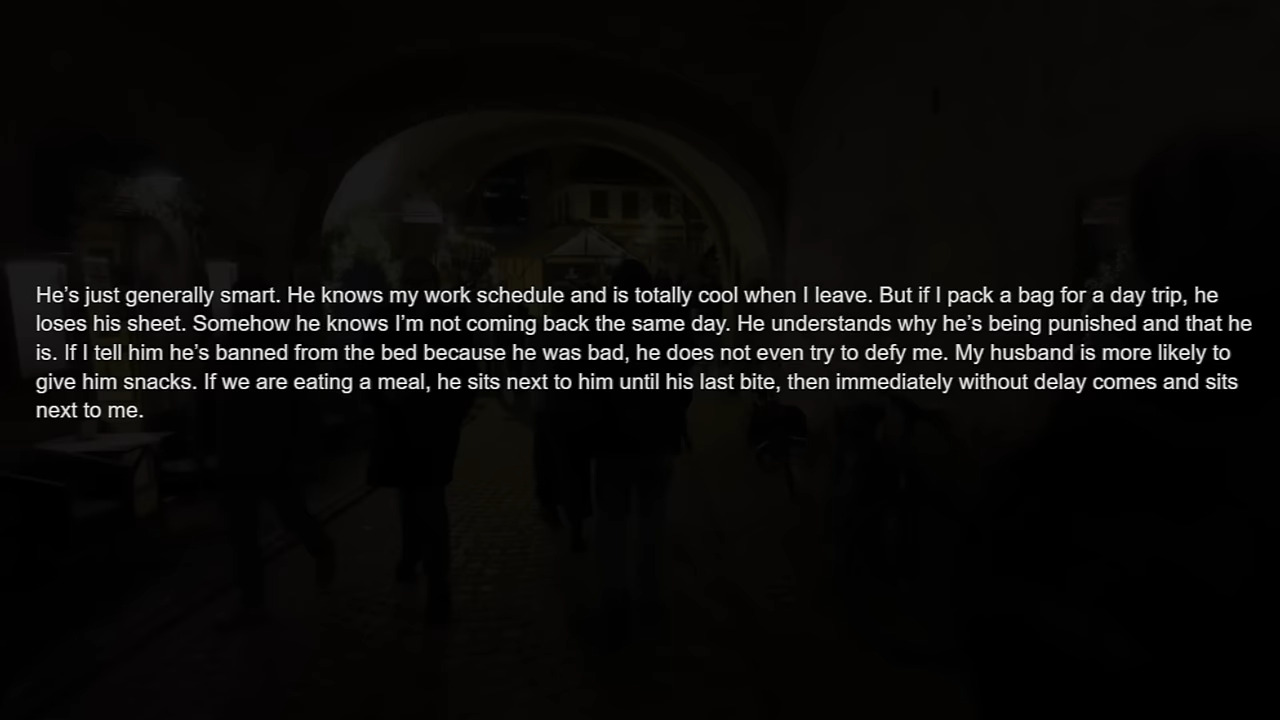 He’s just generally smart. He knows my work schedule and is totally cool when I leave. But if I pack a bag for a day trip, he
loses his sheet. Somehow he knows I’m not coming back the same day. He understands why he’s being punished and that he
is. If I tell him he’s banned from the bed because he was bad, he does not even try to defy me. My husband is more likely to
give him snacks. If we are eating a meal, he sits next to him until his last bite, then immediately without delay comes and sits
next to me.